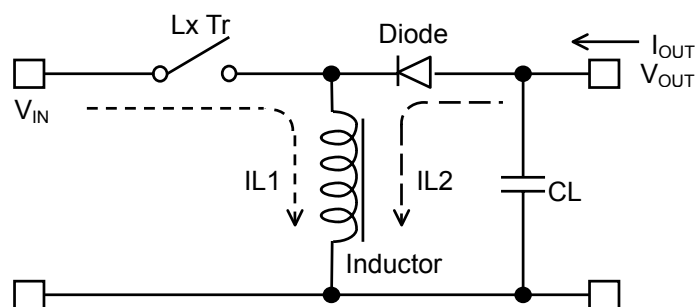 Lx Tr
Diode
I_OUT
V_IN
V_OUT
IL1
IL2
CL
Inductor